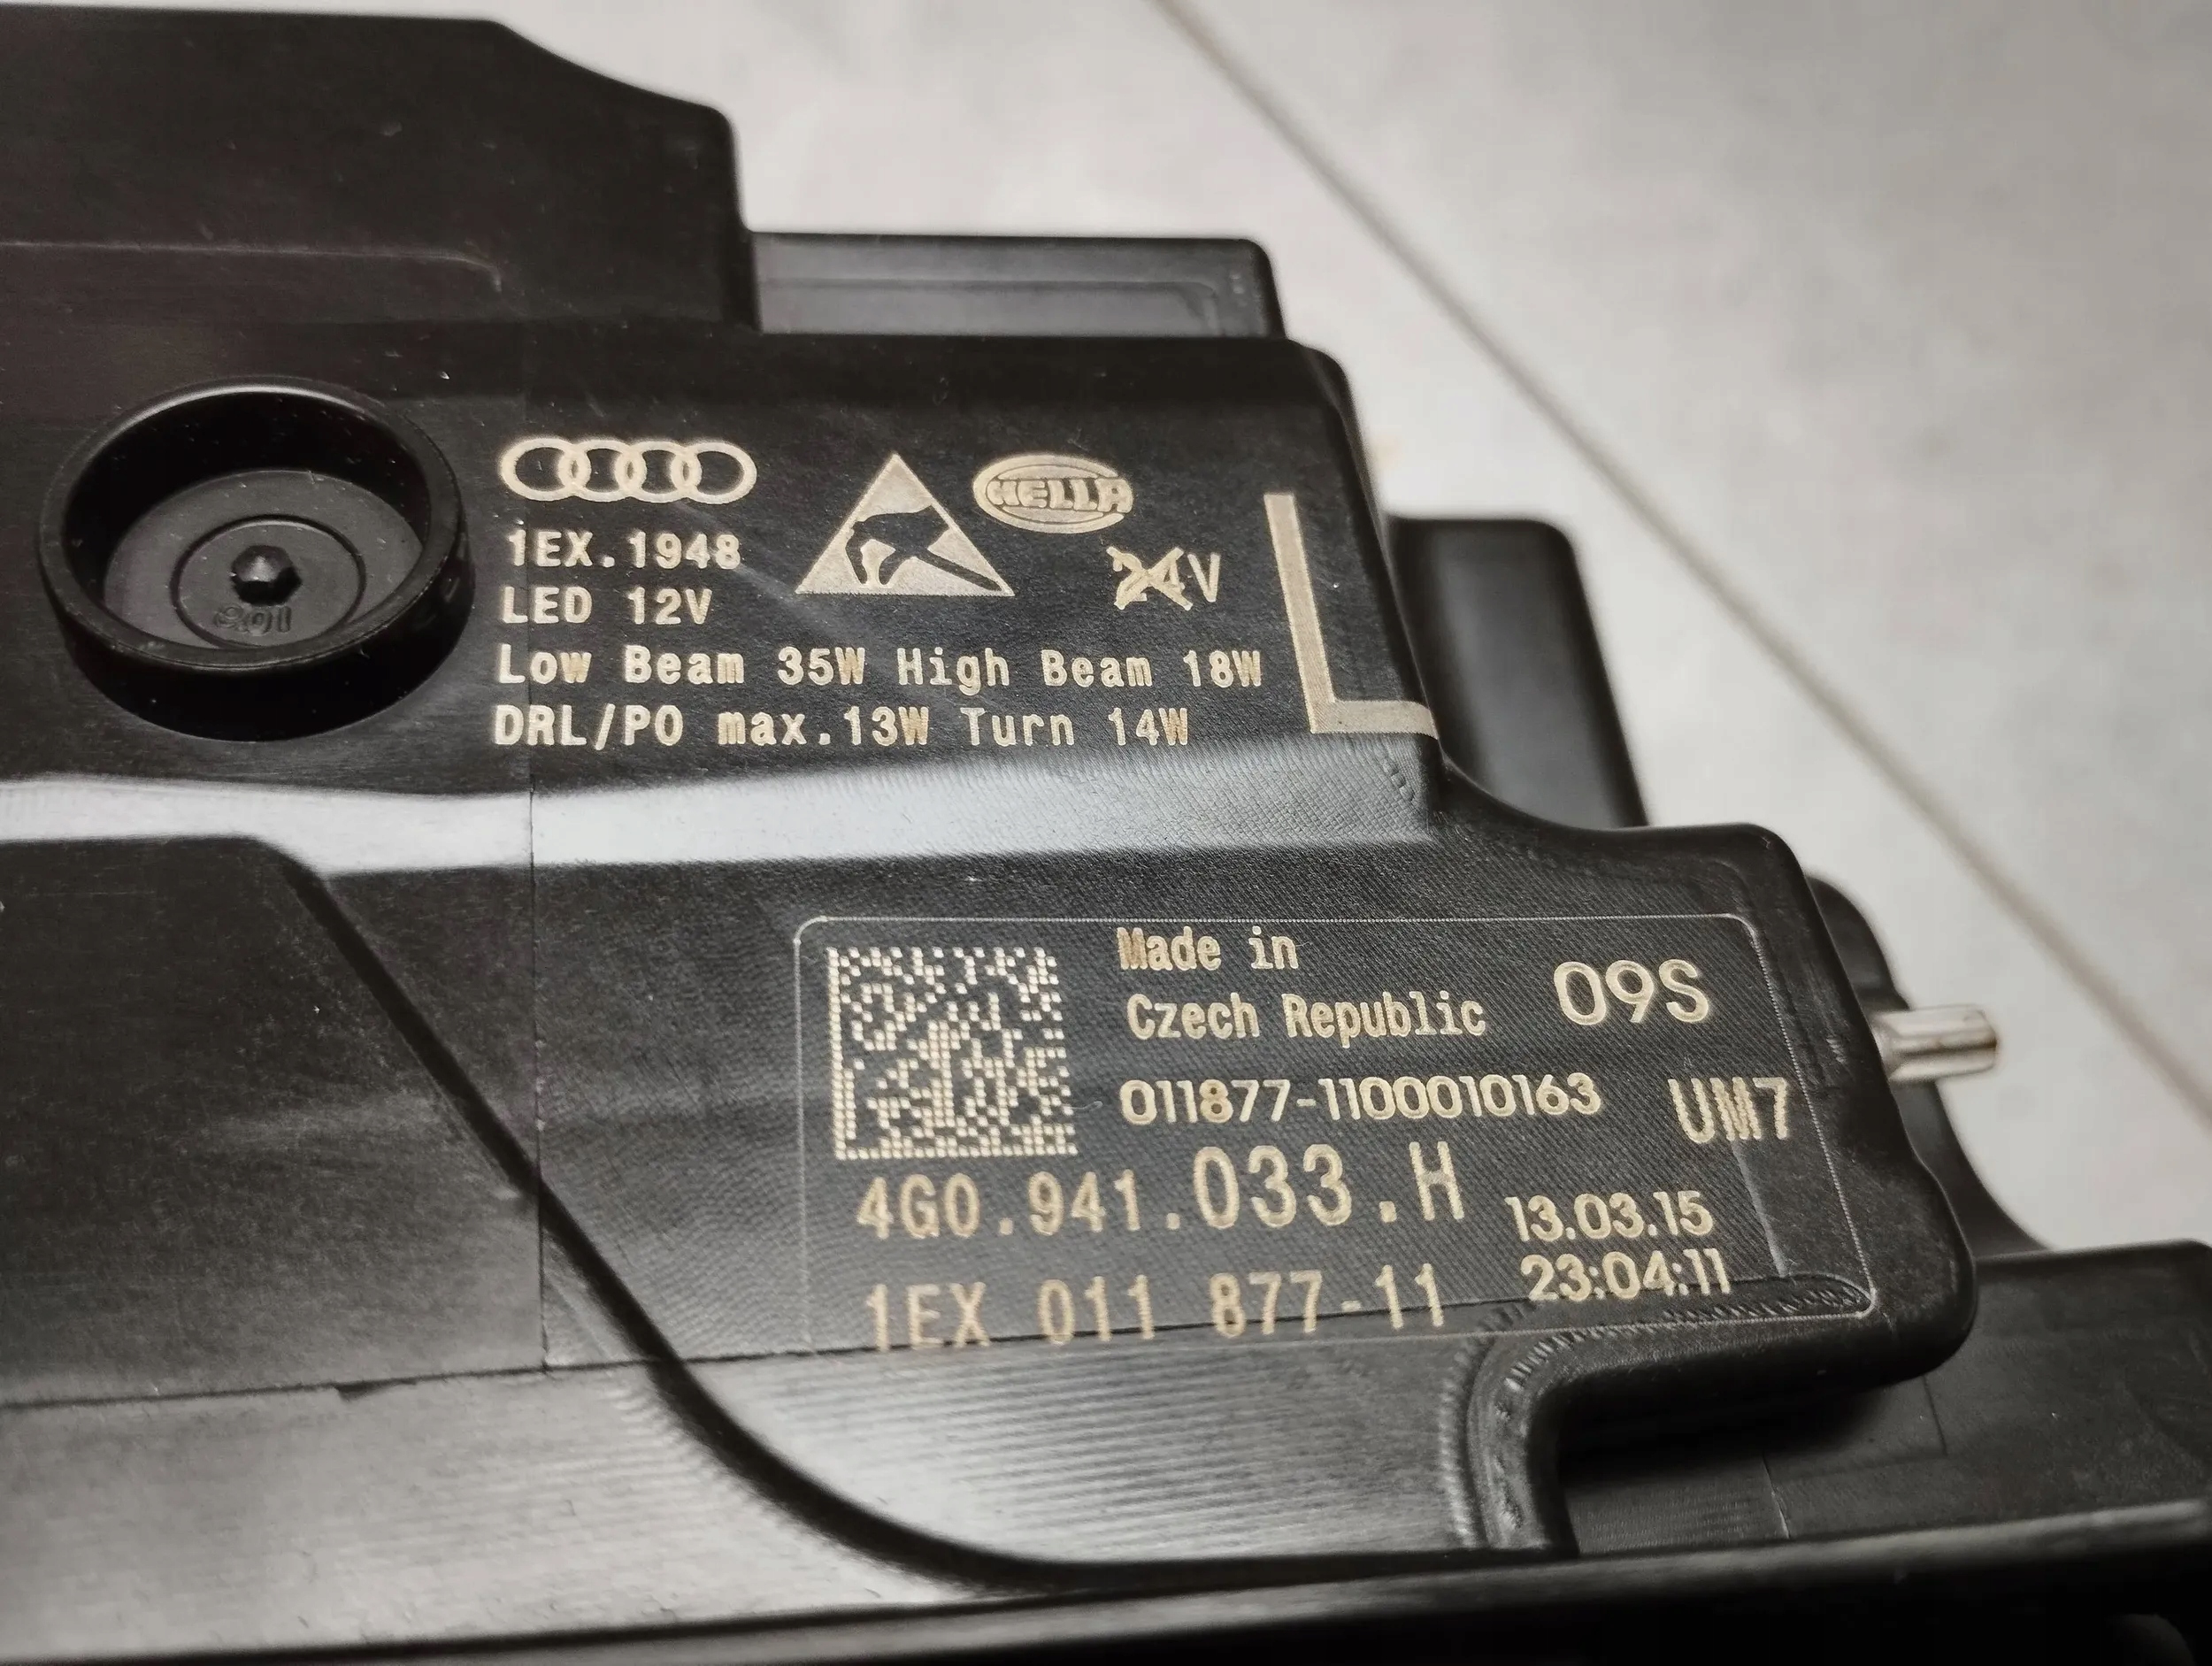 HELLA
1EX.1948
LED 12V
24V
Low Beam 35W High Beam 18W
DRL/PO max.13W Turn 14W
L
Made in
Czech Republic
09S
011877-1100010163
UM7
4G0.941.033.H
13.03.15
23:04:11
1EX 011 877-11